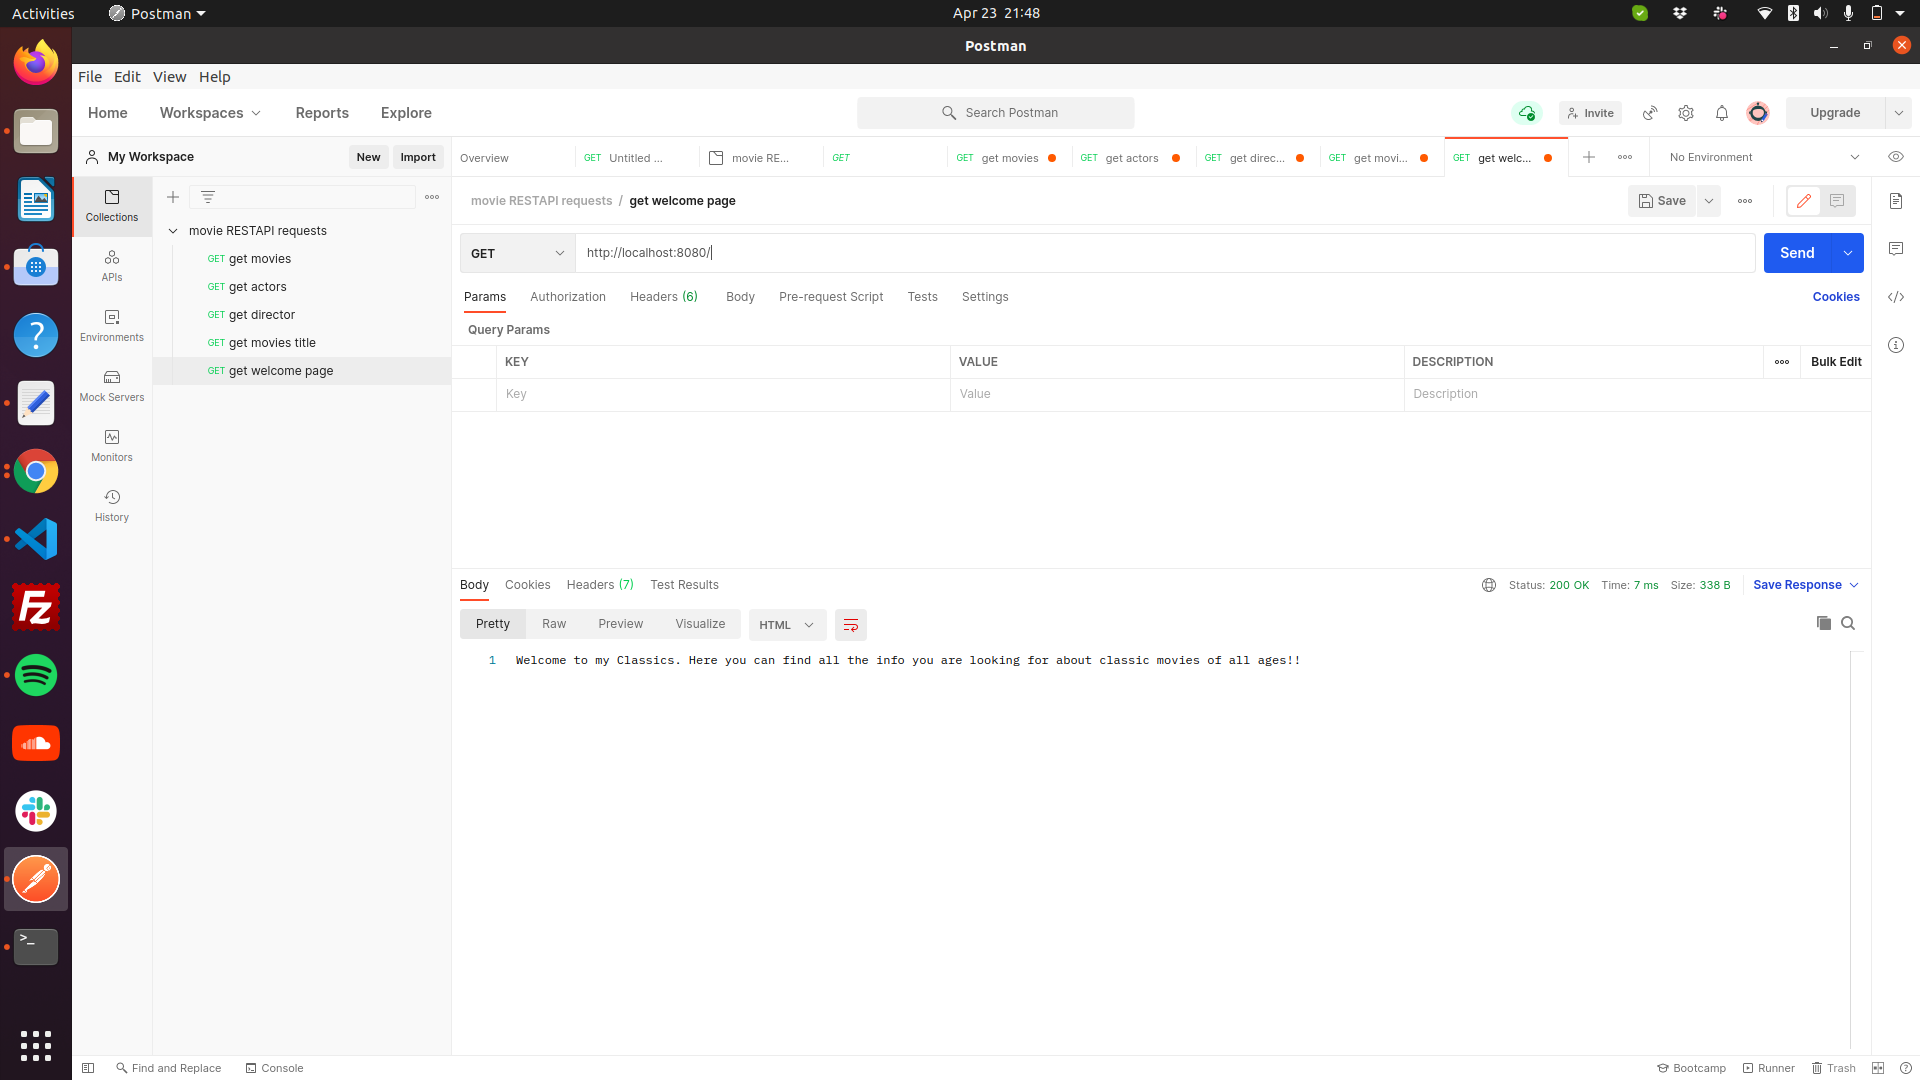 Activities Postman Apr 23 21:48
Postman
File Edit View Help
Home Workspaces Reports Explore Search Postman Invite Upgrade
My Workspace New Import
Overview GET Untitled ... movie RE... GET GET get movies GET get actors GET get direc... GET get movi... GET get welc... No Environment
Collections
APIs
Environments
Mock Servers
Monitors
History
movie RESTAPI requests
GET get movies
GET get actors
GET get director
GET get movies title
GET get welcome page
movie RESTAPI requests / get welcome page Save
GET http://localhost:8080/ Send
Params Authorization Headers (6) Body Pre-request Script Tests Settings Cookies
Query Params
KEY VALUE DESCRIPTION Bulk Edit
Key Value Description
Body Cookies Headers (7) Test Results Status: 200 OK Time: 7 ms Size: 338 B Save Response
Pretty Raw Preview Visualize HTML
1 Welcome to my Classics. Here you can find all the info you are looking for about classic movies of all ages!!
Find and Replace Console Bootcamp Runner Trash